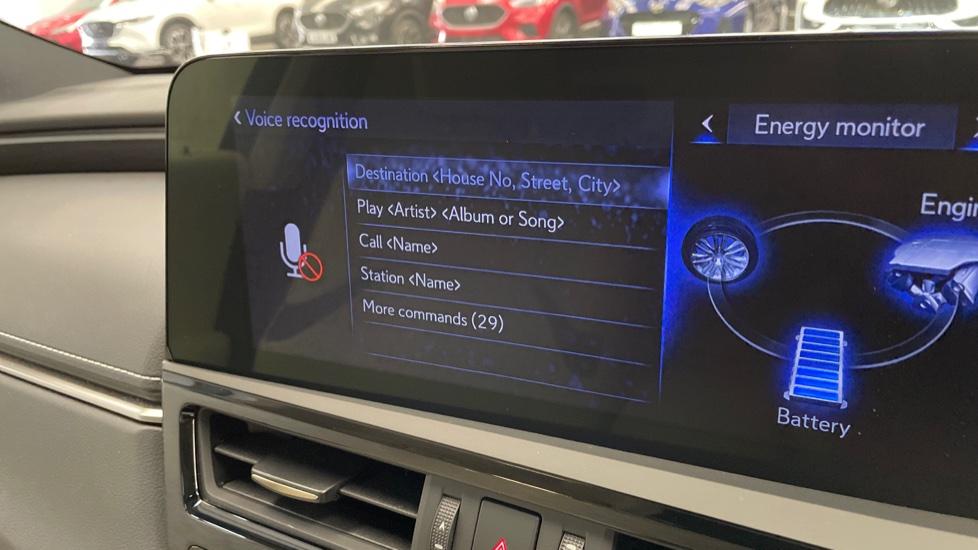 Voice recognition
Destination <House No, Street, City>
Play <Artist> <Album or Song>
Call <Name>
Station <Name>
More commands (29)
Energy monitor
Engin
Battery